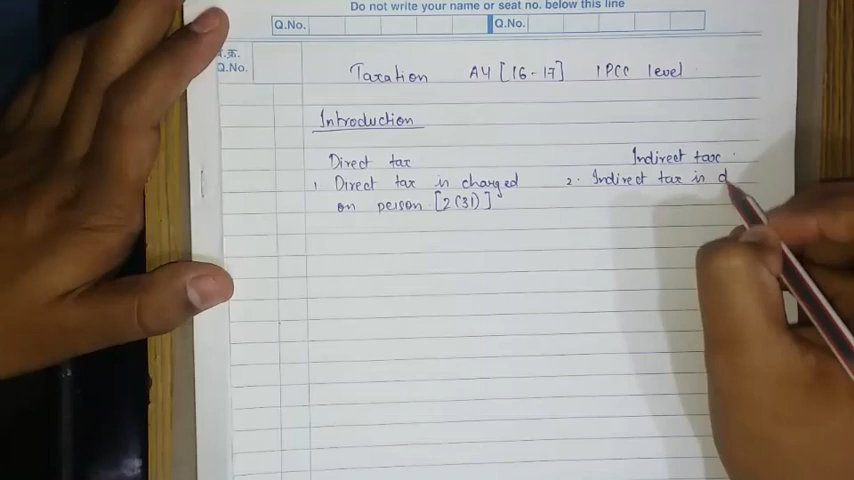 Do not write your name or seat no. below this line
Q.No. Q.No.
प्र.क्र.
Q.No.
Taxation AY [16-17] IPCC level
Introduction
Direct tax Indirect tax
1 Direct tax is charged 2. Indirect tax is
on person [2(31)]